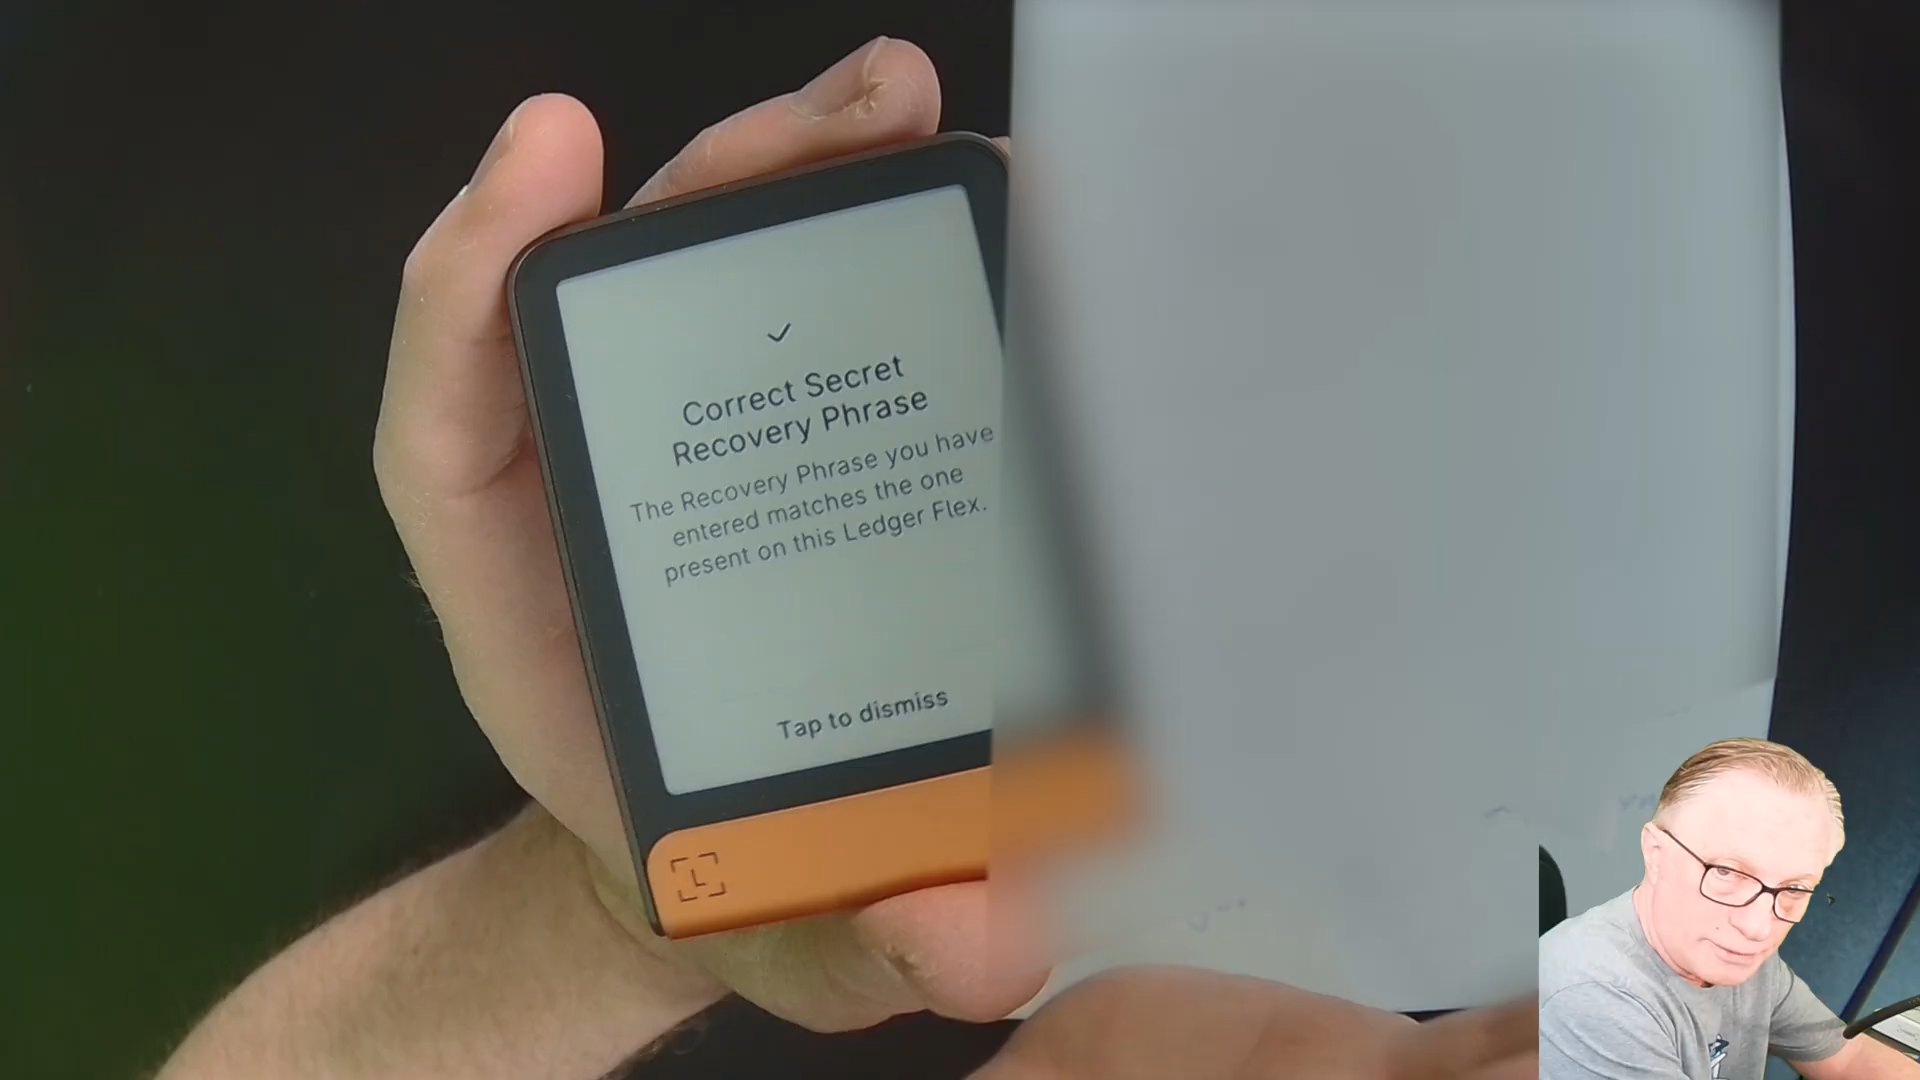 Correct Secret
Recovery Phrase
The Recovery Phrase you have
entered matches the one
present on this Ledger Flex.
Tap to dismiss